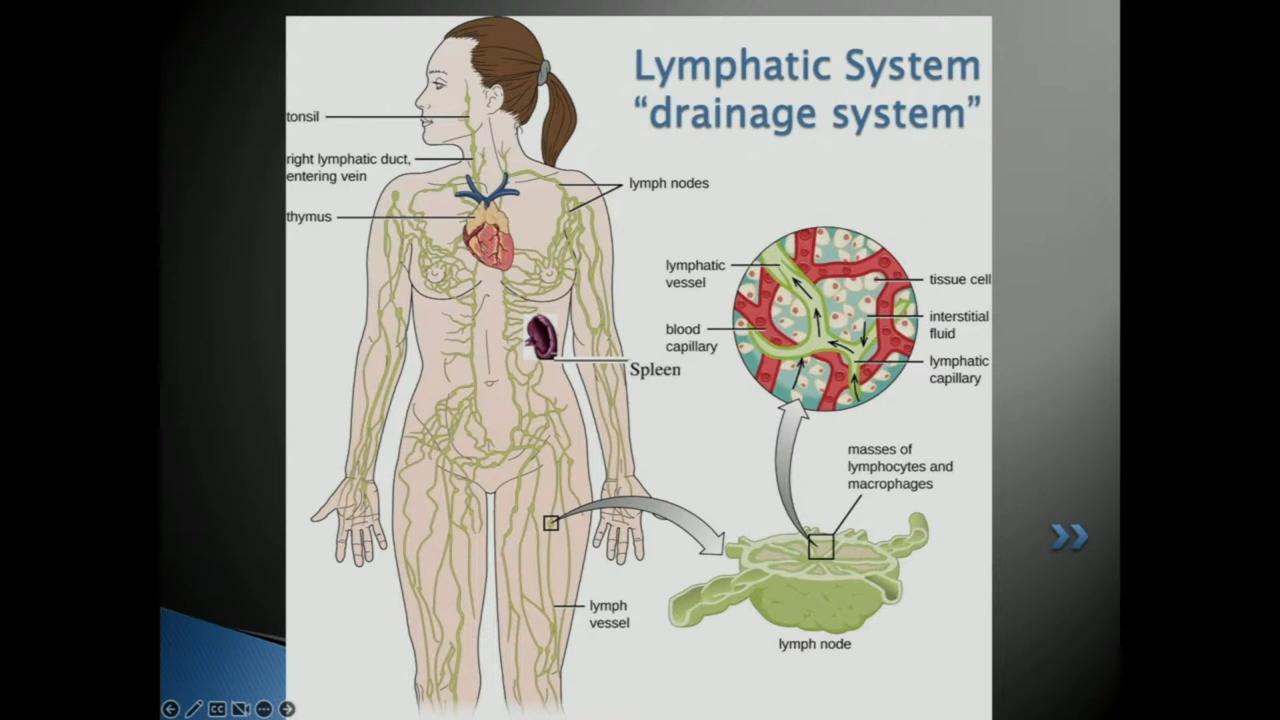 Lymphatic System
“drainage system”
tonsil
right lymphatic duct,
entering vein
thymus
lymph nodes
Spleen
lymph
vessel
lymphatic
vessel
blood
capillary
tissue cell
interstitial
fluid
lymphatic
capillary
masses of
lymphocytes and
macrophages
lymph node
CC